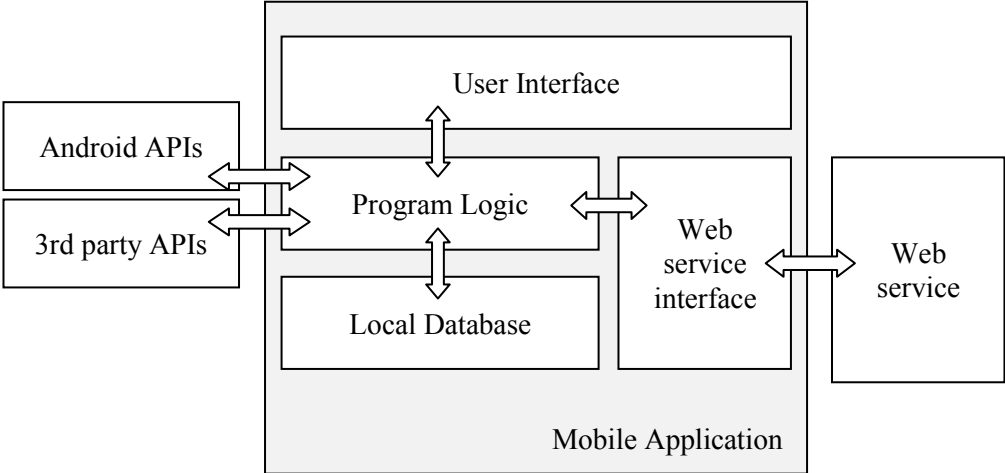 User Interface
Android APIs
Program Logic
3rd party APIs
Web
service
interface
Web
service
Local Database
Mobile Application